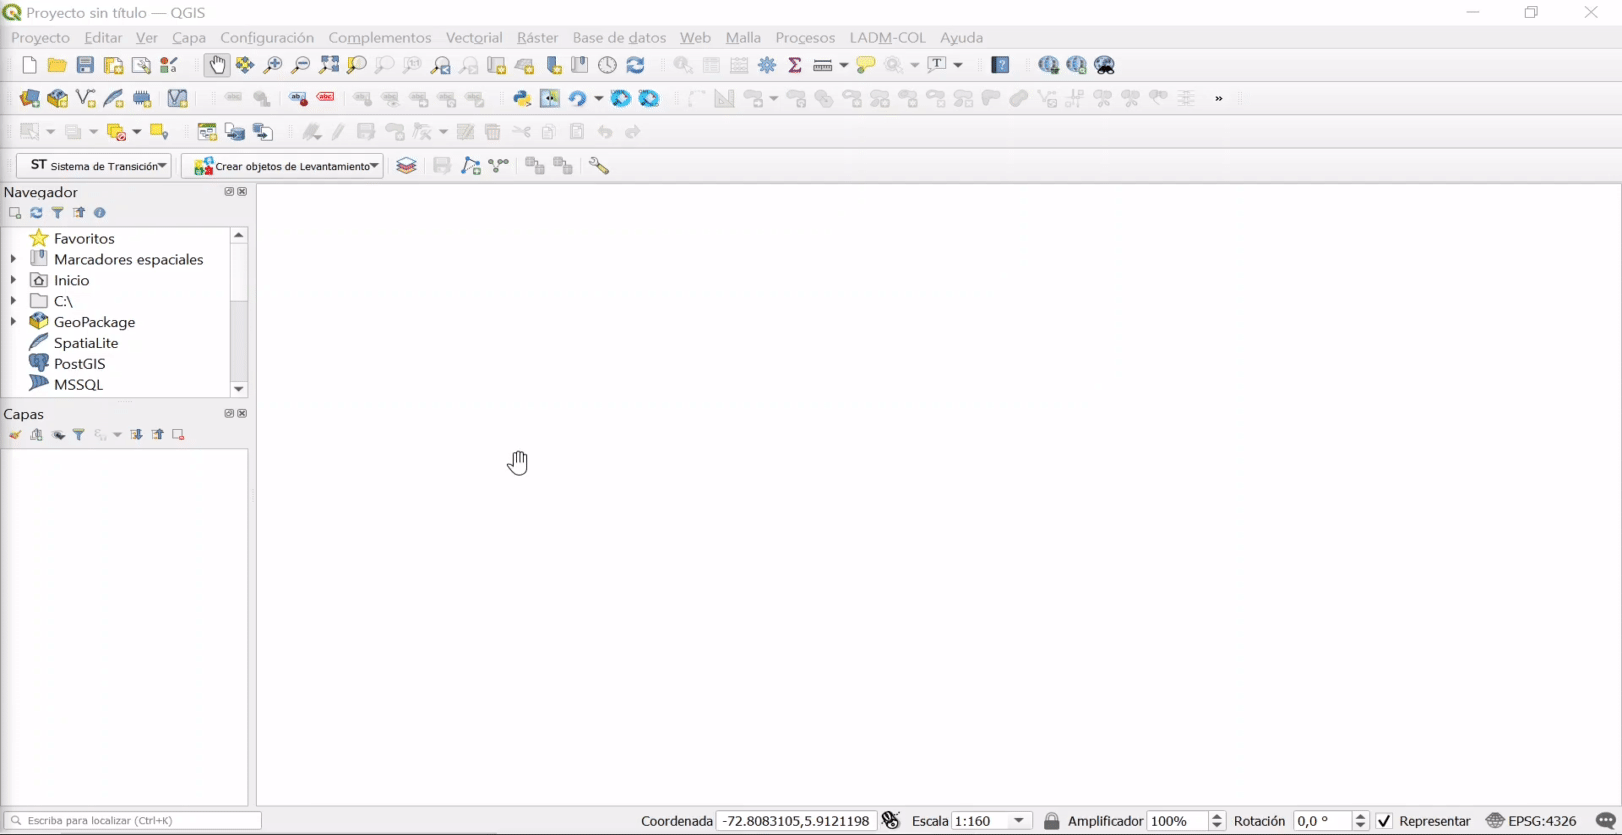 Proyecto sin título — QGIS
Proyecto Editar Ver Capa Configuración Complementos Vectorial Ráster Base de datos Web Malla Procesos LADM-COL Ayuda
ST Sistema de Transición Crear objetos de Levantamiento
Navegador
Favoritos
Marcadores espaciales
Inicio
C:\
GeoPackage
SpatiaLite
PostGIS
MSSQL
Capas
Escriba para localizar (Ctrl+K) Coordenada -72.8083105,5.9121198 Escala 1:160 Amplificador 100% Rotación 0,0 ° Representar EPSG:4326